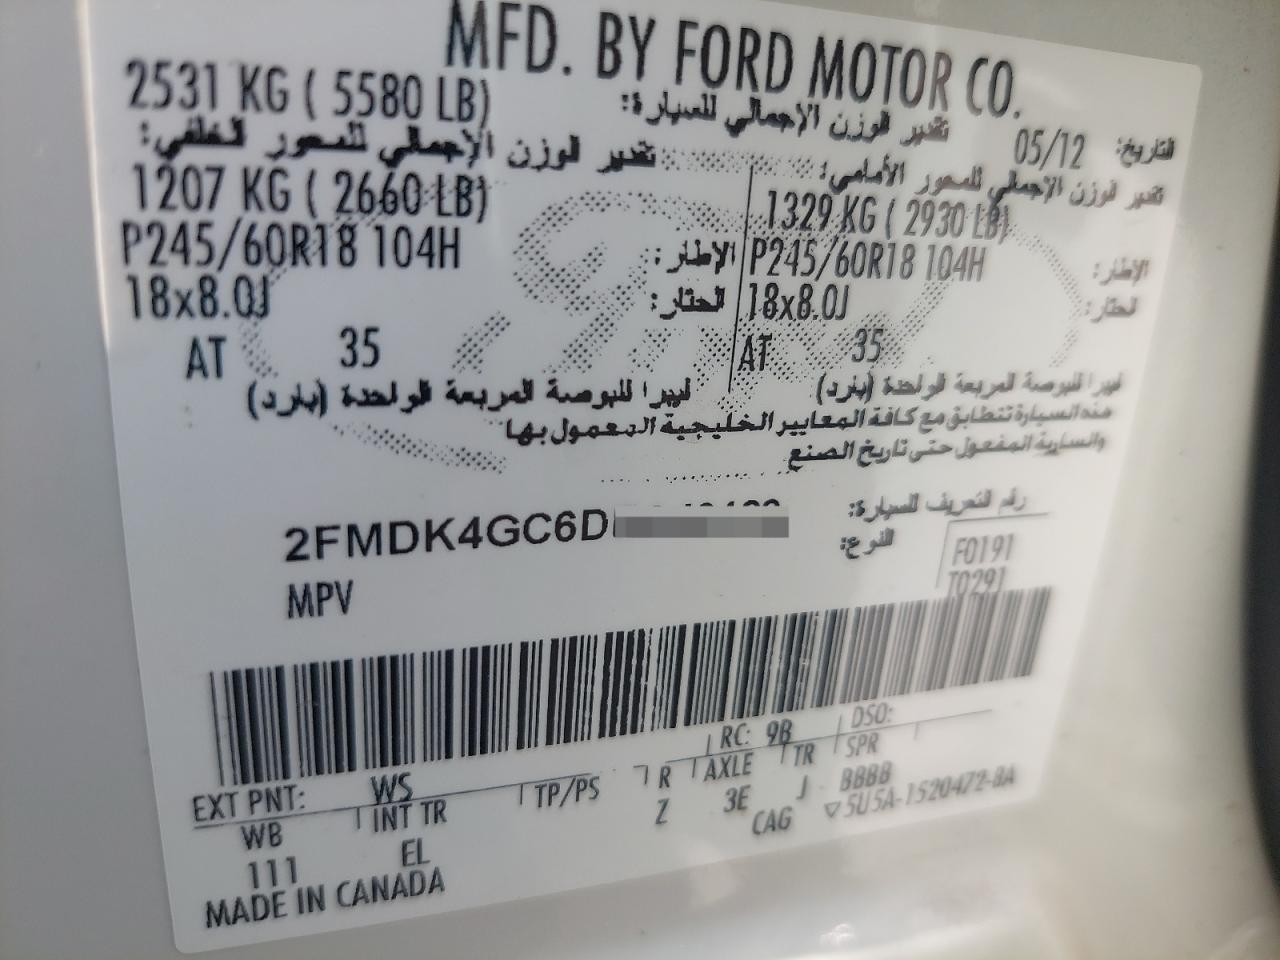 MFD. BY FORD MOTOR CO.
التاريخ: 05/12
تقدير الوزن الإجمالي للسيارة: 2531 KG ( 5580 LB)
تقدير الوزن الإجمالي للمحور الأمامي: تقدير الوزن الإجمالي للمحور الخلفي:
1329 KG ( 2930 LB) 1207 KG ( 2660 LB)
الإطار: P245/60R18 104H الإطار: P245/60R18 104H
الحتار: 18x8.0J الحتار: 18x8.0J
AT 35 AT 35
ليبرا للبوصة المربعة الواحدة (بارد) ليبرا للبوصة المربعة الواحدة (بارد)
هذه السيارة تتطابق مع كافة المعايير الخليجية المعمول بها
والسارية المفعول حتى تاريخ الصنع
رقم التعريف للسيارة: 2FMDK4GC6D
النوع: MPV
F0191
T0291
EXT PNT: WS RC: 9B DSO:
WB INT TR TP/PS R AXLE TR SPR
111 EL Z 3E J BBBB
MADE IN CANADA CAG ▽5U5A-1520472-BA